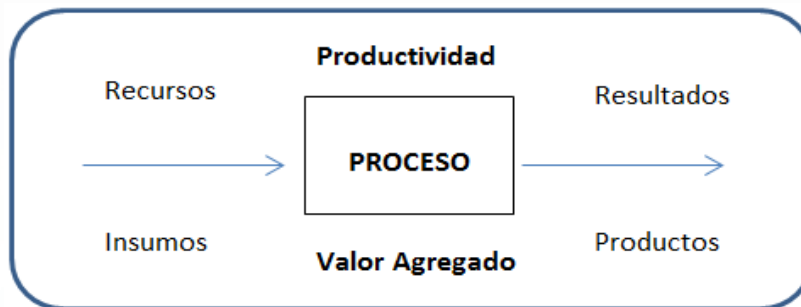 Productividad
Recursos
Resultados
PROCESO
Insumos
Productos
Valor Agregado